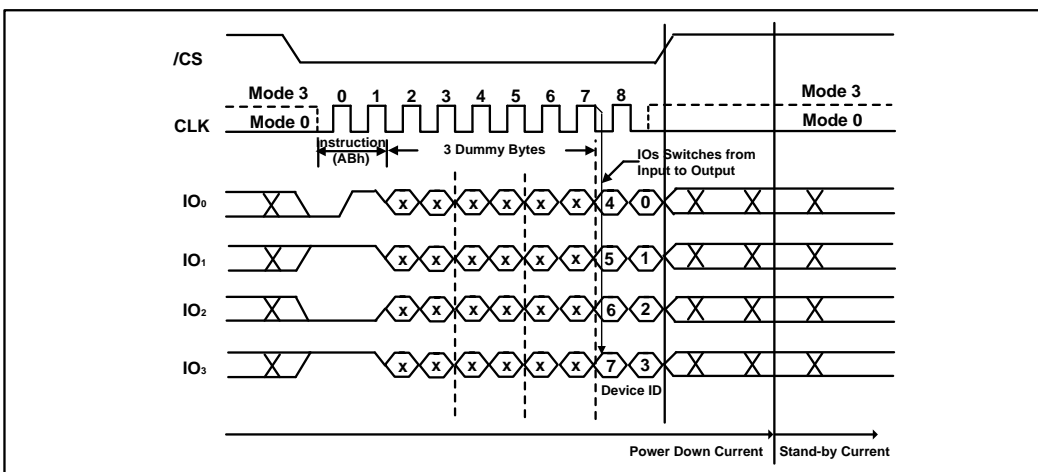 /CS
Mode 3 0 1 2 3 4 5 6 7 8 Mode 3
CLK Mode 0 Mode 0
Instruction
(ABh)
3 Dummy Bytes
IOs Switches from
Input to Output
IO0 X x x x x x x 4 0 X X X
IO1 X x x x x x x 5 1 X X X
IO2 X x x x x x x 6 2 X X X
IO3 X x x x x x x 7 3 X X X
Device ID
Power Down Current Stand-by Current